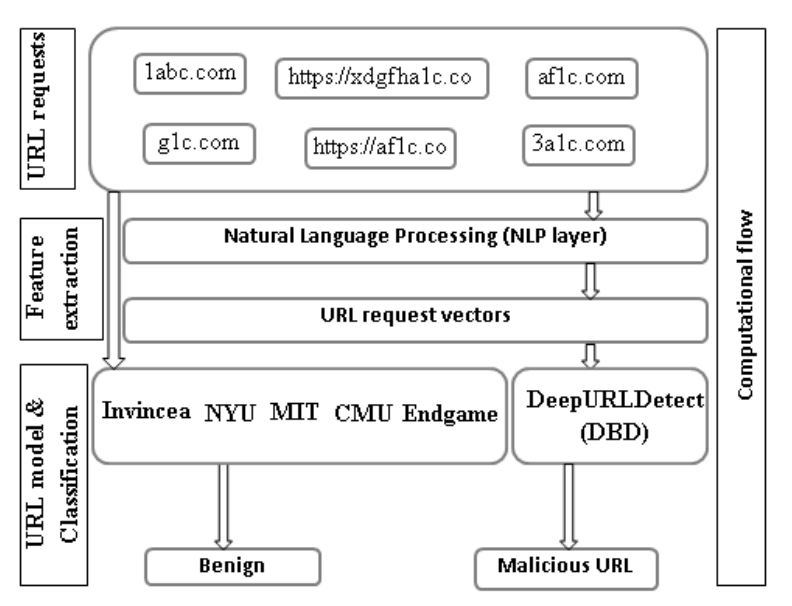 URL requests
1abc.com
https://xdgfha1c.co
af1c.com
g1c.com
https://af1c.co
3a1c.com
Feature
extraction
Natural Language Processing (NLP layer)
URL request vectors
URL model &
Classification
Invincea NYU MIT CMU Endgame
DeepURLDetect
(DBD)
Benign
Malicious URL
Computational flow